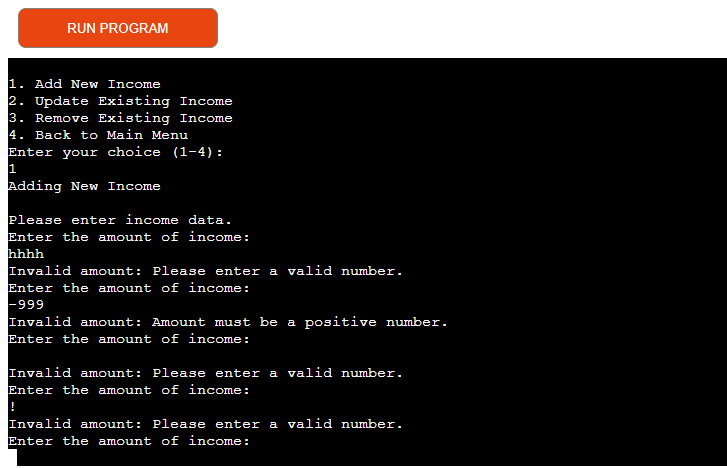 RUN PROGRAM
1. Add New Income
2. Update Existing Income
3. Remove Existing Income
4. Back to Main Menu
Enter your choice (1-4):
1
Adding New Income
Please enter income data.
Enter the amount of income:
hhhh
Invalid amount: Please enter a valid number.
Enter the amount of income:
-999
Invalid amount: Amount must be a positive number.
Enter the amount of income:
Invalid amount: Please enter a valid number.
Enter the amount of income:
!
Invalid amount: Please enter a valid number.
Enter the amount of income: